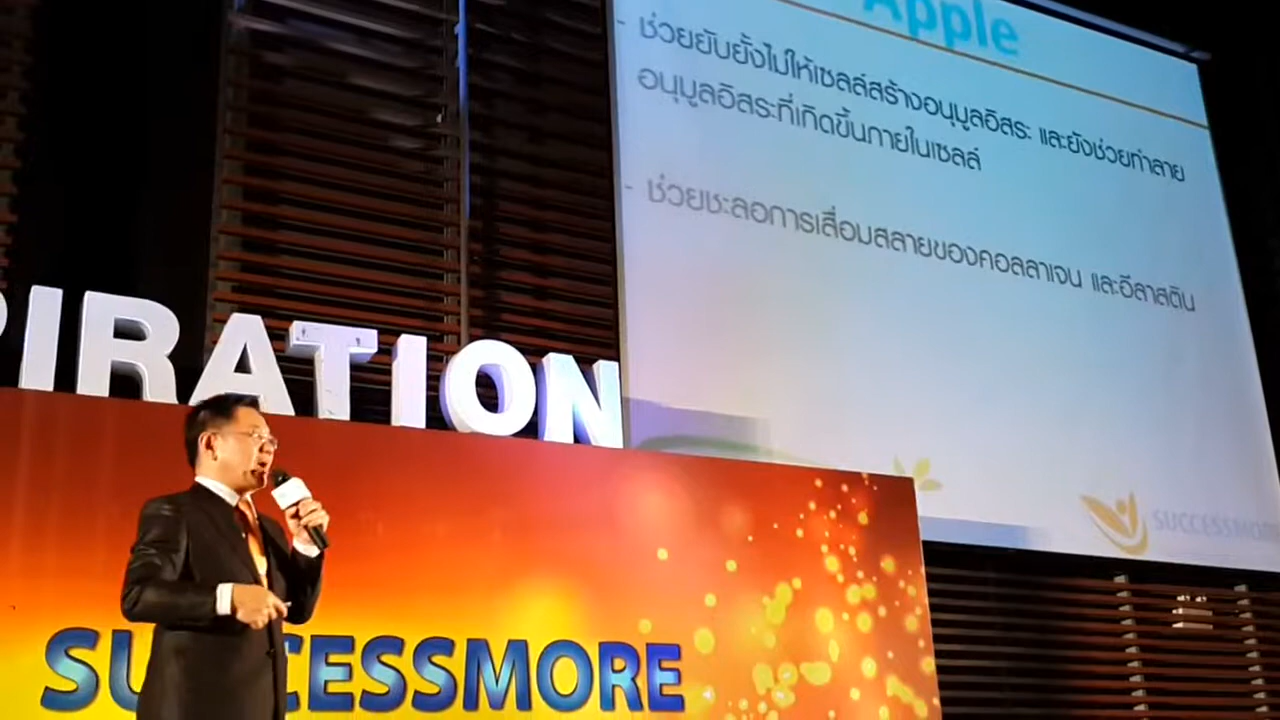 Apple
- ช่วยยับยั้งไม่ให้เซลล์สร้างอนุมูลอิสระ และยังช่วยทำลาย
อนุมูลอิสระที่เกิดขึ้นภายในเซลล์
- ช่วยชะลอการเสื่อมสลายของคอลลาเจน และอีลาสติน
SUCCESSMORE
PIRATION
SUCCESSMORE